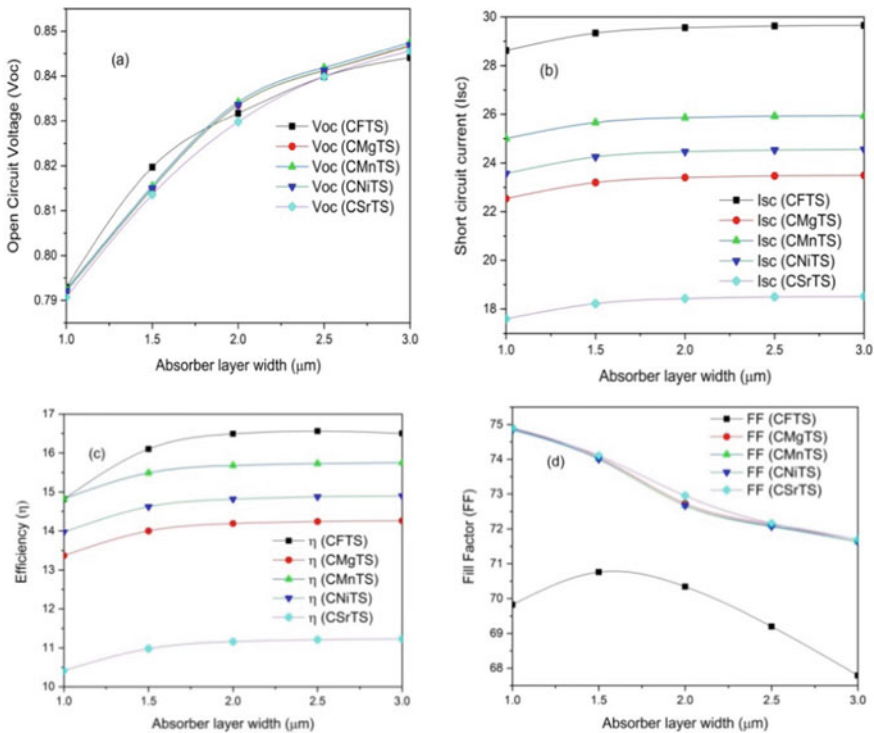 (a)
Open Circuit Voltage (Voc)
0.85
0.84
0.83
0.82
0.81
0.80
0.79
Voc (CFTS)
Voc (CMgTS)
Voc (CMnTS)
Voc (CNiTS)
Voc (CSrTS)
1.0 1.5 2.0 2.5 3.0
Absorber layer width (μm)
(b)
Short circuit current (Isc)
30
28
26
24
22
20
18
Isc (CFTS)
Isc (CMgTS)
Isc (CMnTS)
Isc (CNiTS)
Isc (CSrTS)
1.0 1.5 2.0 2.5 3.0
Absorber layer width (μm)
(c)
Efficiency (η)
17
16
15
14
13
12
11
10
η (CFTS)
η (CMgTS)
η (CMnTS)
η (CNiTS)
η (CSrTS)
1.0 1.5 2.0 2.5 3.0
Absorber layer width (μm)
(d)
Fill Factor (FF)
75
74
73
72
71
70
69
68
FF (CFTS)
FF (CMgTS)
FF (CMnTS)
FF (CNiTS)
FF (CSrTS)
1.0 1.5 2.0 2.5 3.0
Absorber layer width (μm)